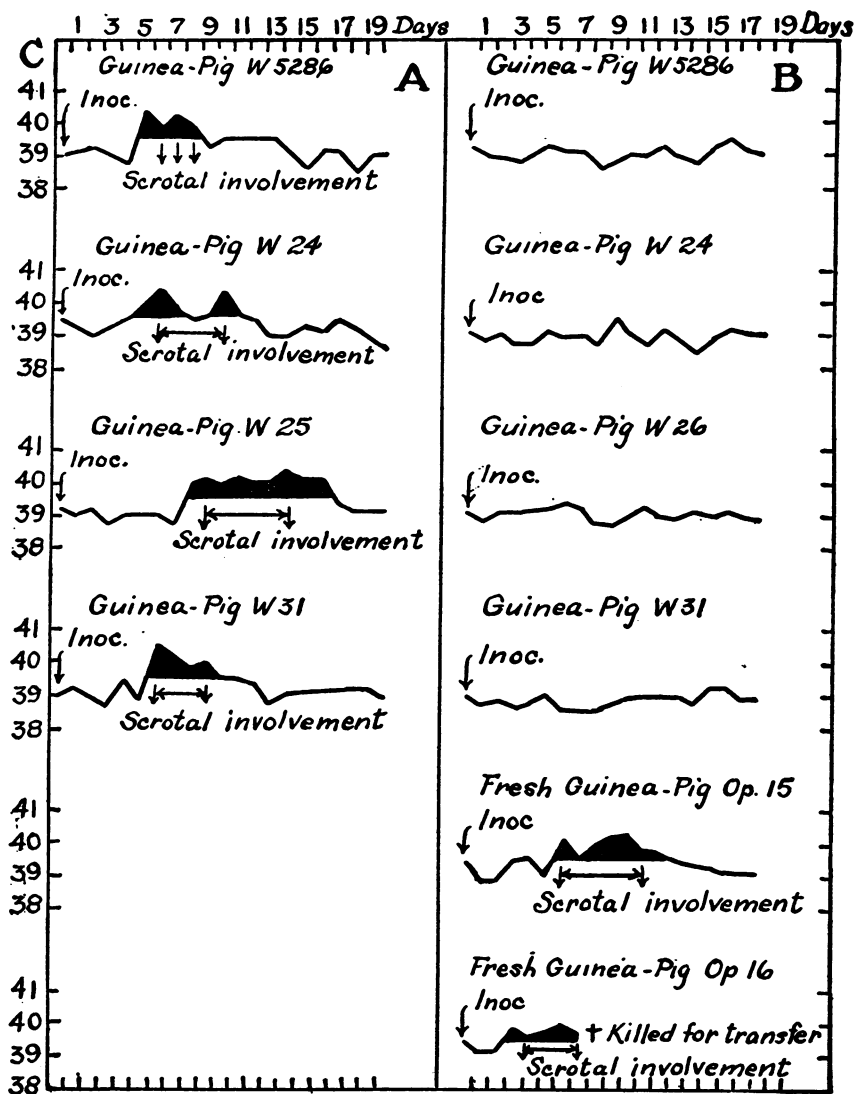 1 3 5 7 9 11 13 15 17 19 Days
C
Guinea-Pig W 5286
A
41
40
39
38
Inoc.
Scrotal involvement
Guinea-Pig W 24
41
40
39
38
Inoc.
Scrotal involvement
Guinea-Pig W 25
41
40
39
38
Inoc.
Scrotal involvement
Guinea-Pig W 31
41
40
39
38
Inoc.
Scrotal involvement
41
40
39
38
41
40
39
38
1 3 5 7 9 11 13 15 17 19 Days
Guinea-Pig W 5286
B
Inoc.
Guinea-Pig W 24
Inoc
Guinea-Pig W 26
Inoc.
Guinea-Pig W 31
Inoc.
Fresh Guinea-Pig Op. 15
Inoc
Scrotal involvement
Fresh Guinea-Pig Op 16
Inoc
† Killed for transfer
Scrotal involvement